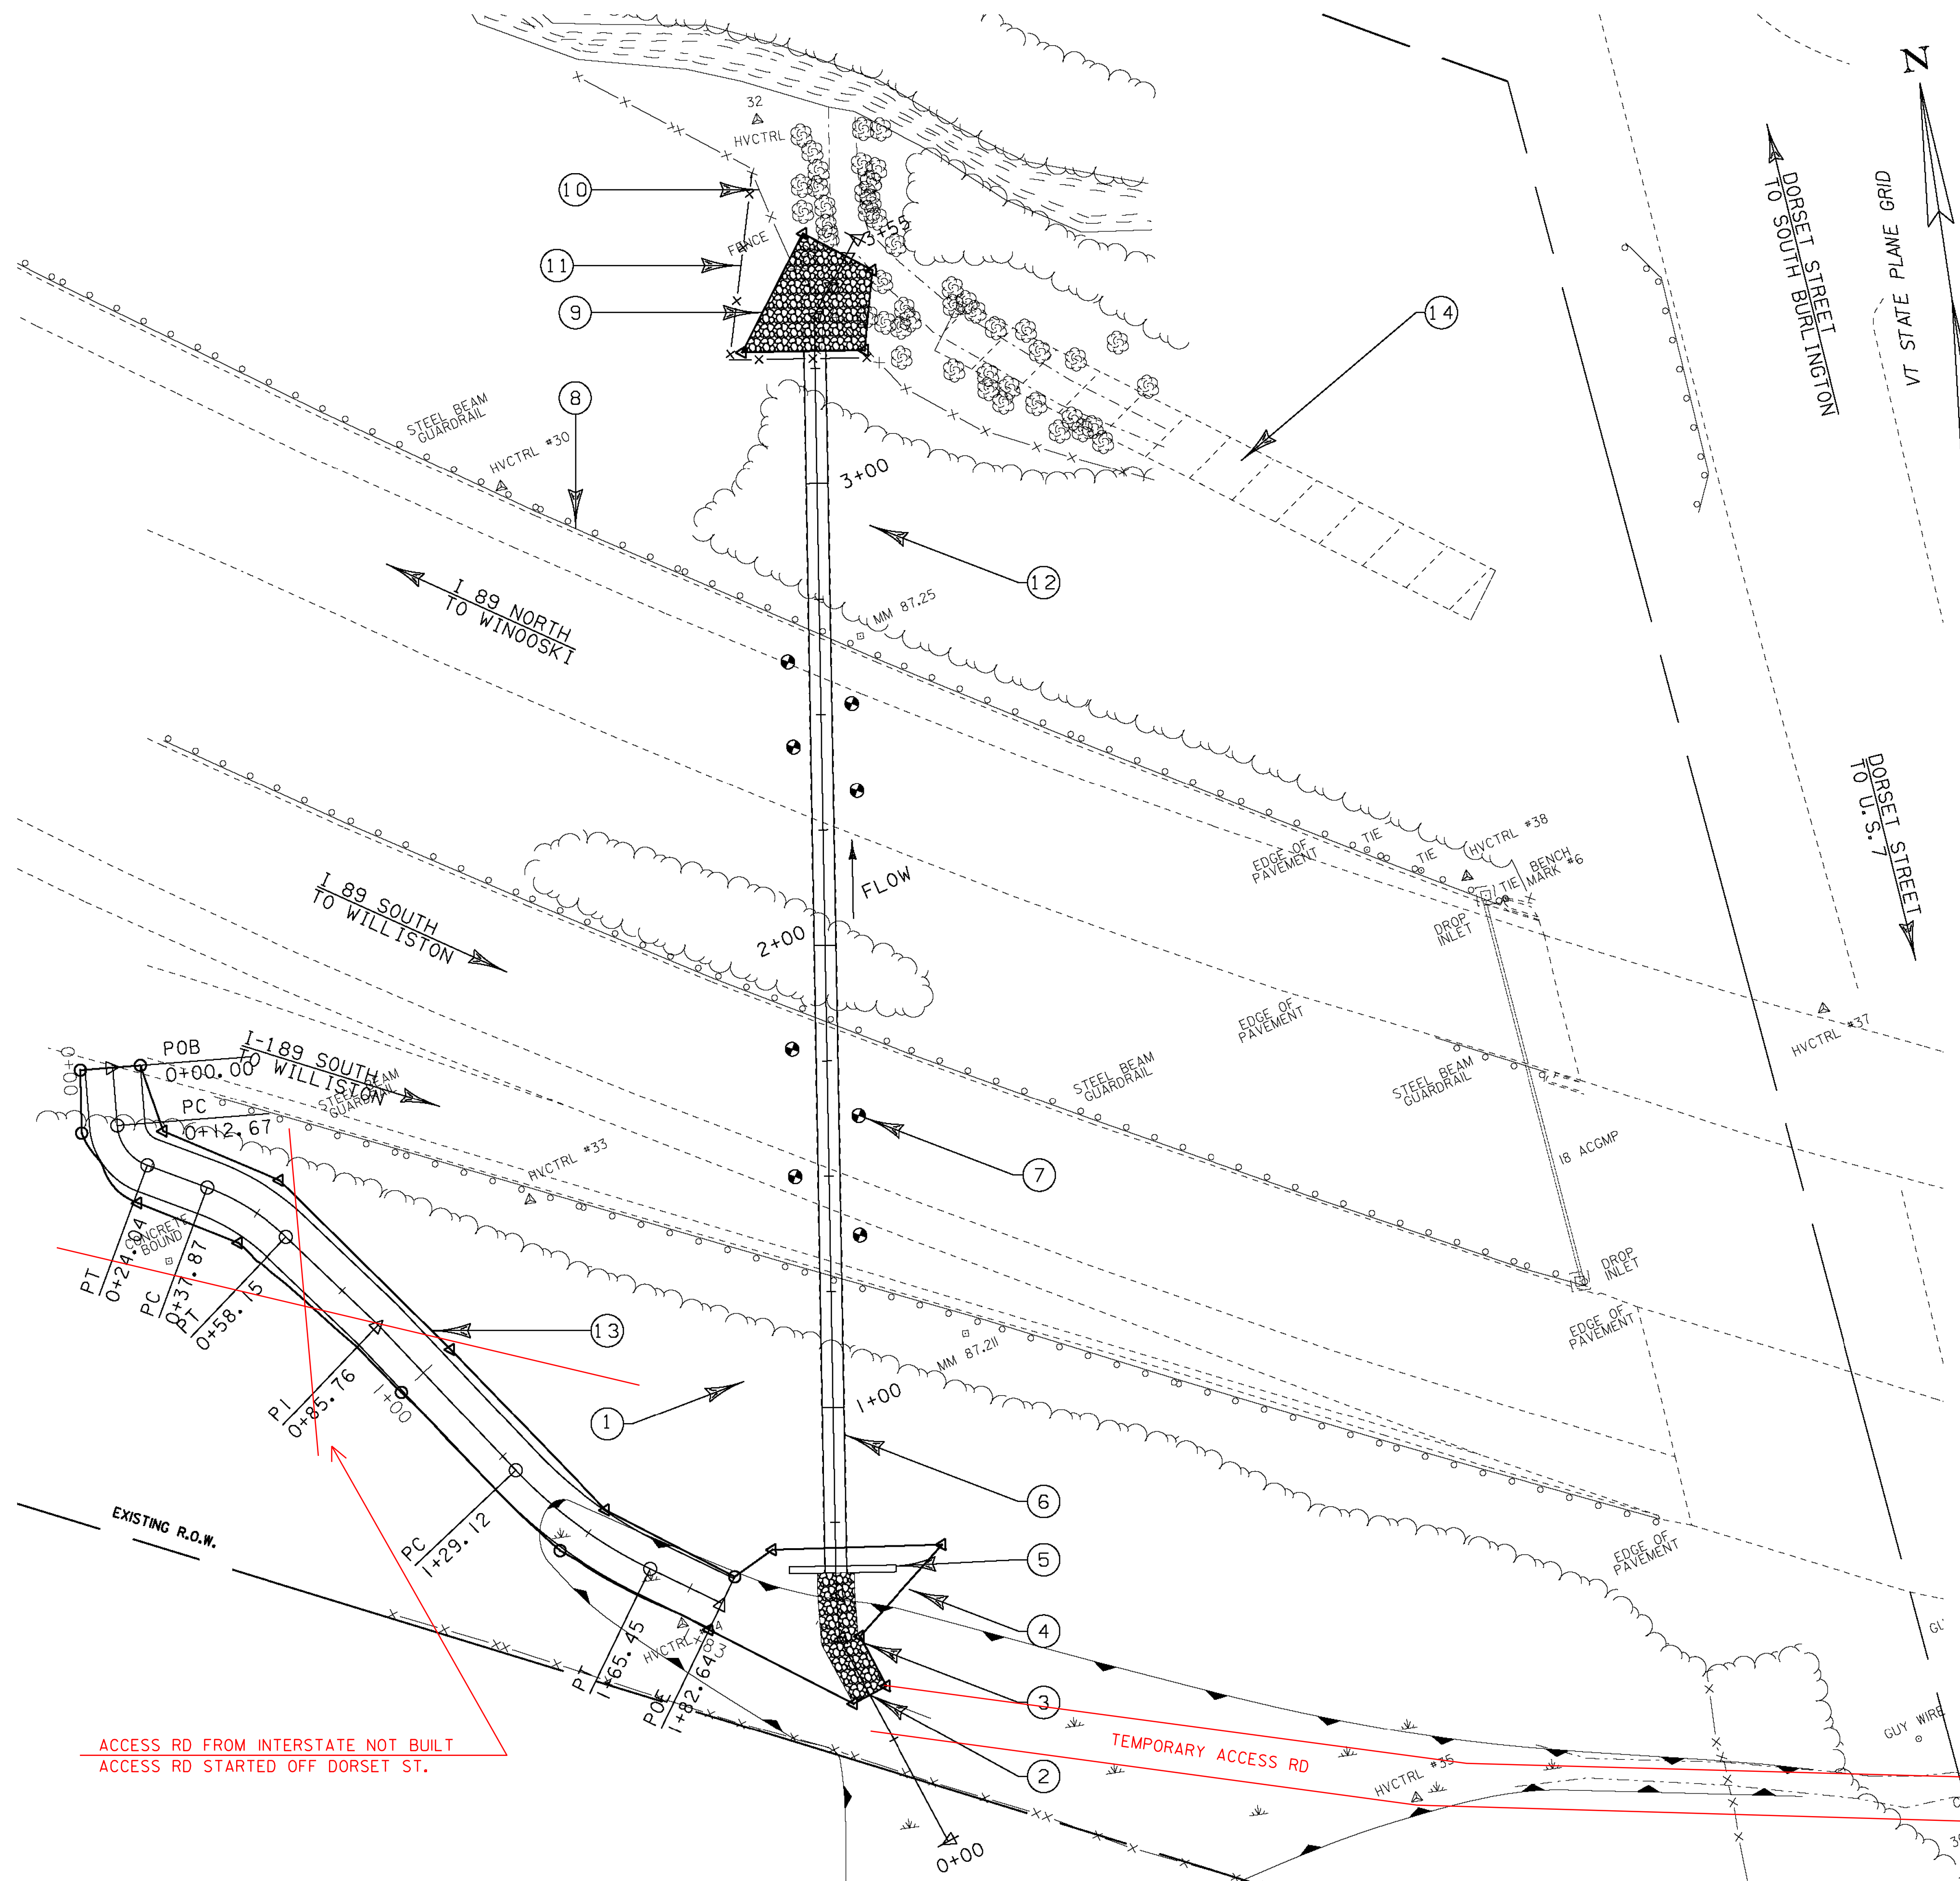 N
VT STATE PLANE GRID
DORSET STREET
TO SOUTH BURLINGTON
32
HVCTRL
10
FENCE
3+55
11
9
14
8
STEEL BEAM
GUARDRAIL
HVCTRL #30
3+00
12
I 89 NORTH
TO WINOOSKI
MM 87.25
DORSET STREET
TO U.S.7
EDGE OF
PAVEMENT
TIE
TIE
HVCTRL #38
TIE
BENCH
MARK #6
DROP
INLET
FLOW
2+00
I 89 SOUTH
TO WILLISTON
EDGE OF
PAVEMENT
HVCTRL #37
STEEL BEAM
GUARDRAIL
STEEL BEAM
GUARDRAIL
0+00
POB
0+00.00
I-189 SOUTH
TO WILLISTON
STEEL BEAM
GUARDRAIL
PC
0+12.67
HVCTRL #33
7
18 ACGMP
CONCRETE
BOUND
PT
0+24.04
PC
0+37.87
PT
0+58.15
DROP
INLET
EDGE OF
PAVEMENT
13
MM 87.211
PI
0+85.76
1+00
1
1+00
6
EXISTING R.O.W.
PC
1+29.12
5
EDGE OF
PAVEMENT
4
PT
1+65.45
POE
1+82.64
3
ACCESS RD FROM INTERSTATE NOT BUILT
ACCESS RD STARTED OFF DORSET ST.
TEMPORARY ACCESS RD
GUY WIRE
2
HVCTRL #35
0+00